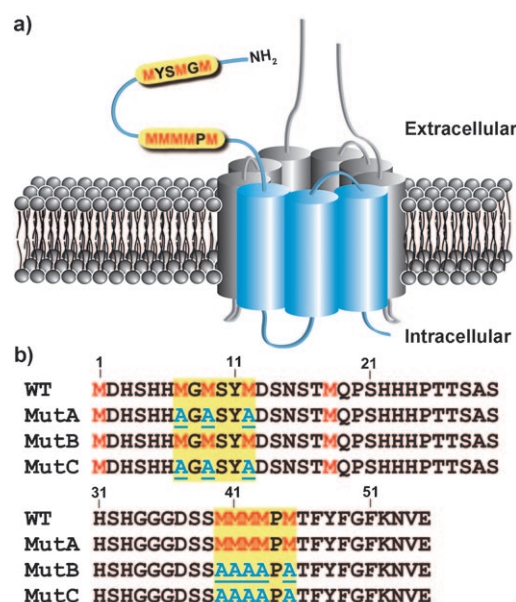 a)
MYSMGM
NH₂
MMMMPM
Extracellular
Intracellular
b)
1 11 21
WT MDHSHHMGMSYMDSNSTMQPSHHHPTTSAS
MutA MDHSHHAGASYADSNSTMQPSHHHPTTSAS
MutB MDHSHHMGMSYMDSNSTMQPSHHHPTTSAS
MutC MDHSHHAGASYADSNSTMQPSHHHPTTSAS
31 41 51
WT HSHGGGDSSMMMMPMTFYFGFKNVE
MutA HSHGGGDSSMMMMPMTFYFGFKNVE
MutB HSHGGGDSSAAAAPATFYFGFKNVE
MutC HSHGGGDSSAAAAPATFYFGFKNVE